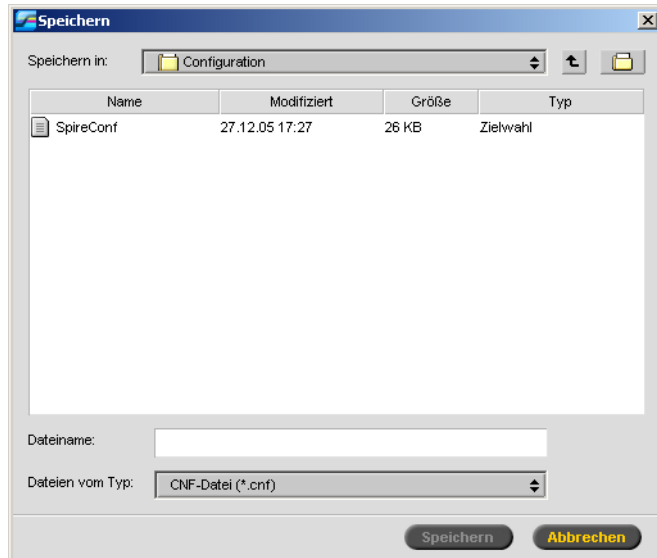 Speichern
Speichern in: Configuration
Name Modifiziert Größe Typ
SpireConf 27.12.05 17:27 26 KB Zielwahl
Dateiname:
Dateien vom Typ: CNF-Datei (*.cnf)
Speichern Abbrechen